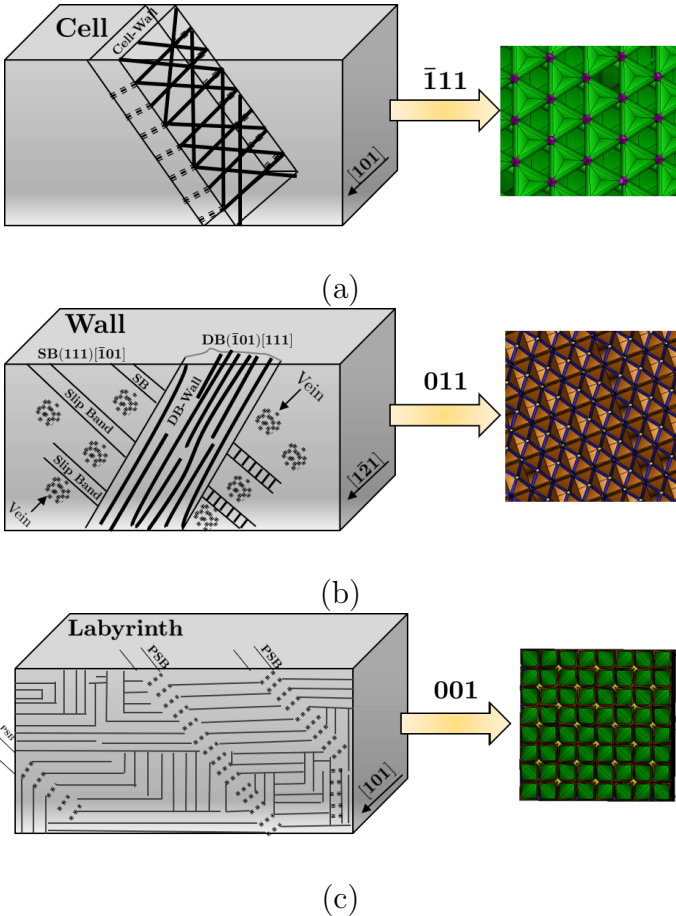 Cell
Cell-Wall
1̄11
[101]
(a)
Wall
DB(1̄01)[111]
SB(111)[1̄01]
SB
Slip Band
Slip Band
DB-Wall
Vein
Vein
011
[12̄1]
(b)
Labyrinth
PSB
PSB
PSB
001
[101]
(c)